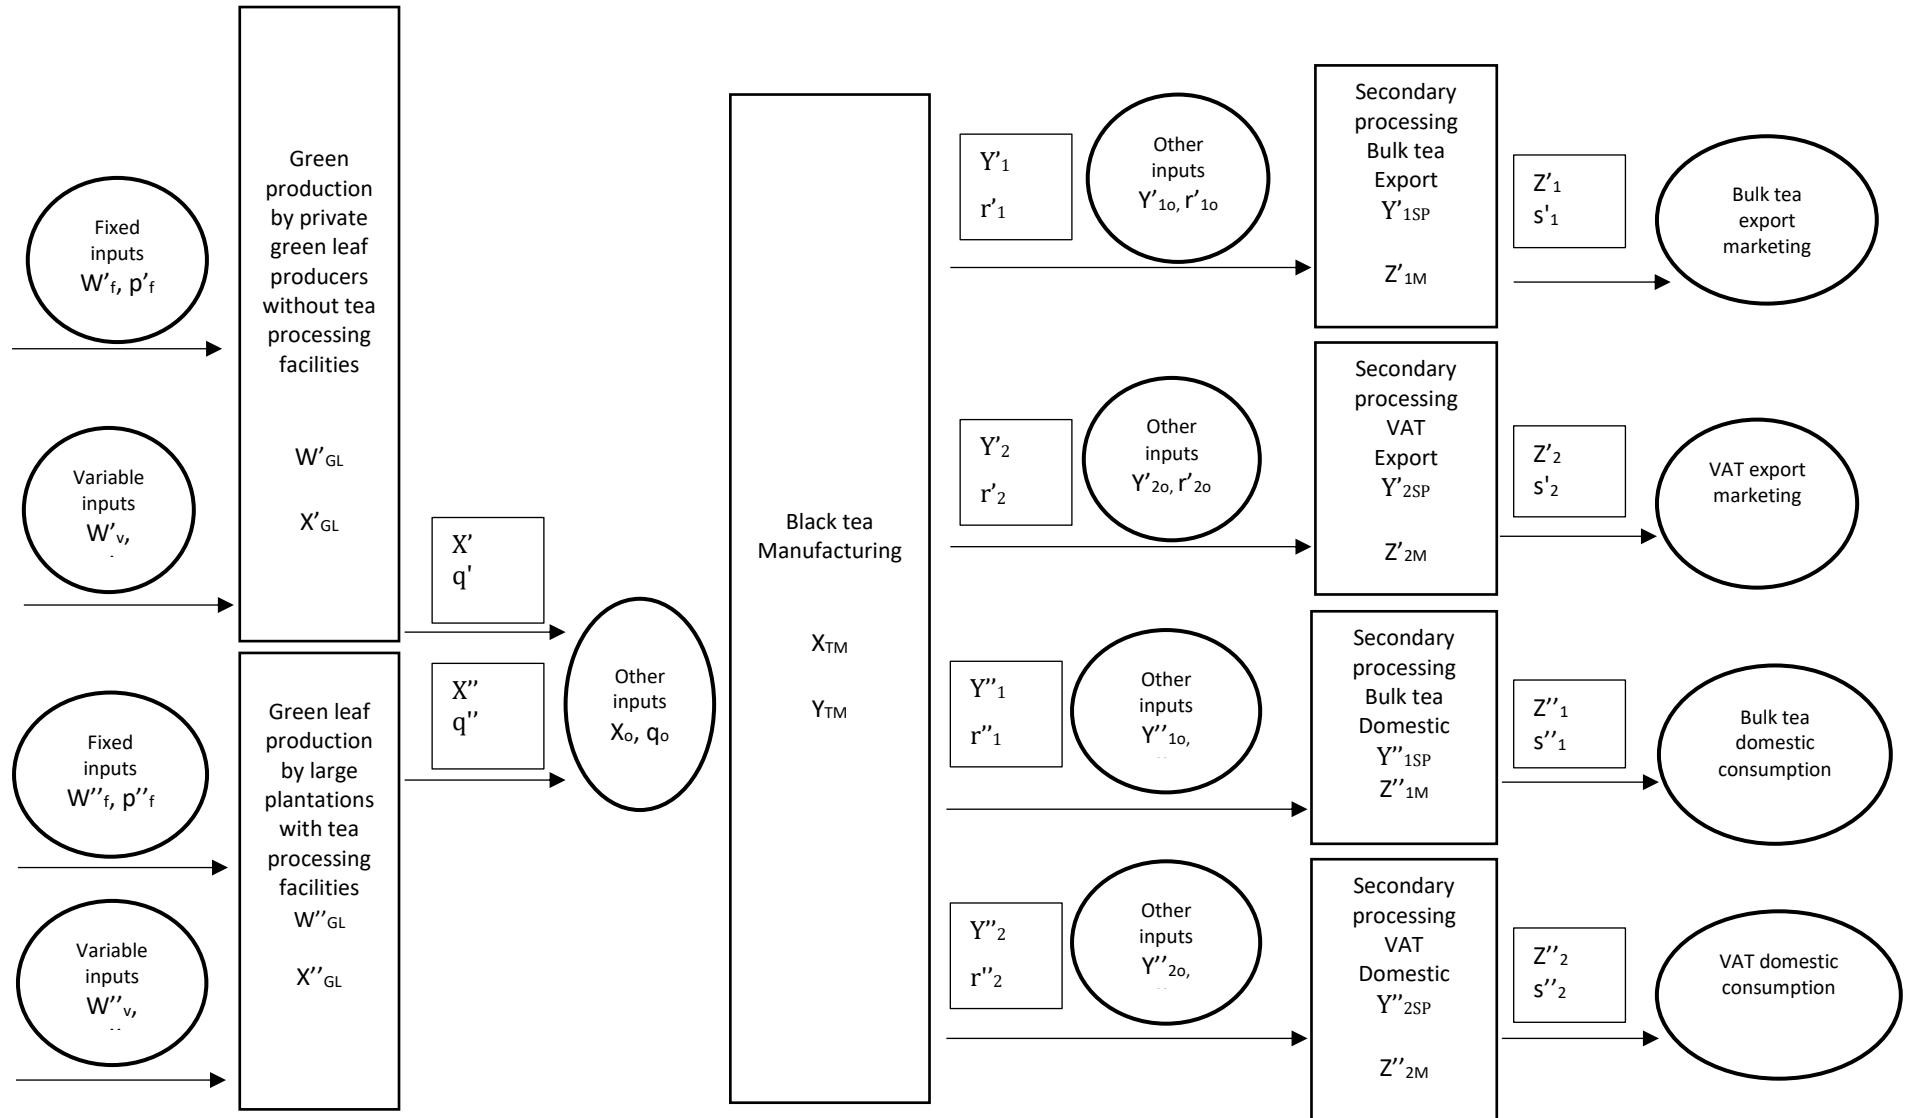 Fixed
inputs
W'f, p'f
Variable
inputs
W'v,
Fixed
inputs
W''f, p''f
Variable
inputs
W''v,
Green
production
by private
green leaf
producers
without tea
processing
facilities
W'GL
X'GL
Green leaf
production
by large
plantations
with tea
processing
facilities
W''GL
X''GL
X'
q'
X''
q''
Other
inputs
Xo, qo
Black tea
Manufacturing
XTM
YTM
Y'1
r'1
Other
inputs
Y'1o, r'1o
Secondary
processing
Bulk tea
Export
Y'1SP
Z'1M
Z'1
s'1
Bulk tea
export
marketing
Y'2
r'2
Other
inputs
Y'2o, r'2o
Secondary
processing
VAT
Export
Y'2SP
Z'2M
Z'2
s'2
VAT export
marketing
Y''1
r''1
Other
inputs
Y''1o,
Secondary
processing
Bulk tea
Domestic
Y''1SP
Z''1M
Z''1
s''1
Bulk tea
domestic
consumption
Y''2
r''2
Other
inputs
Y''2o,
Secondary
processing
VAT
Domestic
Y''2SP
Z''2M
Z''2
s''2
VAT domestic
consumption